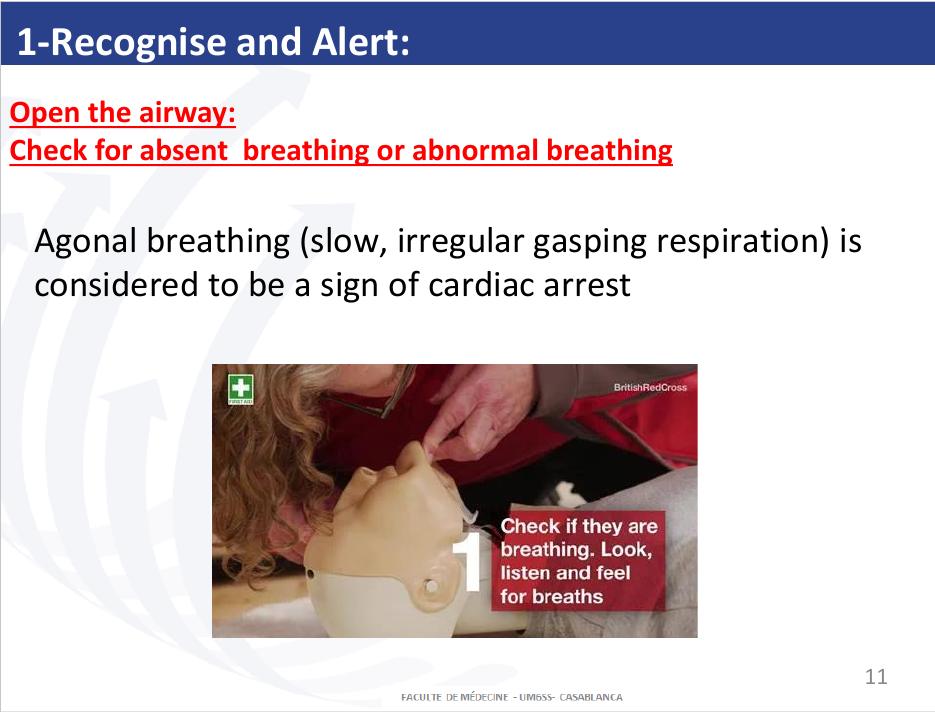 1-Recognise and Alert:
Open the airway:
Check for absent  breathing or abnormal breathing
Agonal breathing (slow, irregular gasping respiration) is
considered to be a sign of cardiac arrest
FIRST AID
BritishRedCross
1
Check if they are
breathing. Look,
listen and feel
for breaths
11
FACULTE DE MÉDECINE - UM6SS- CASABLANCA